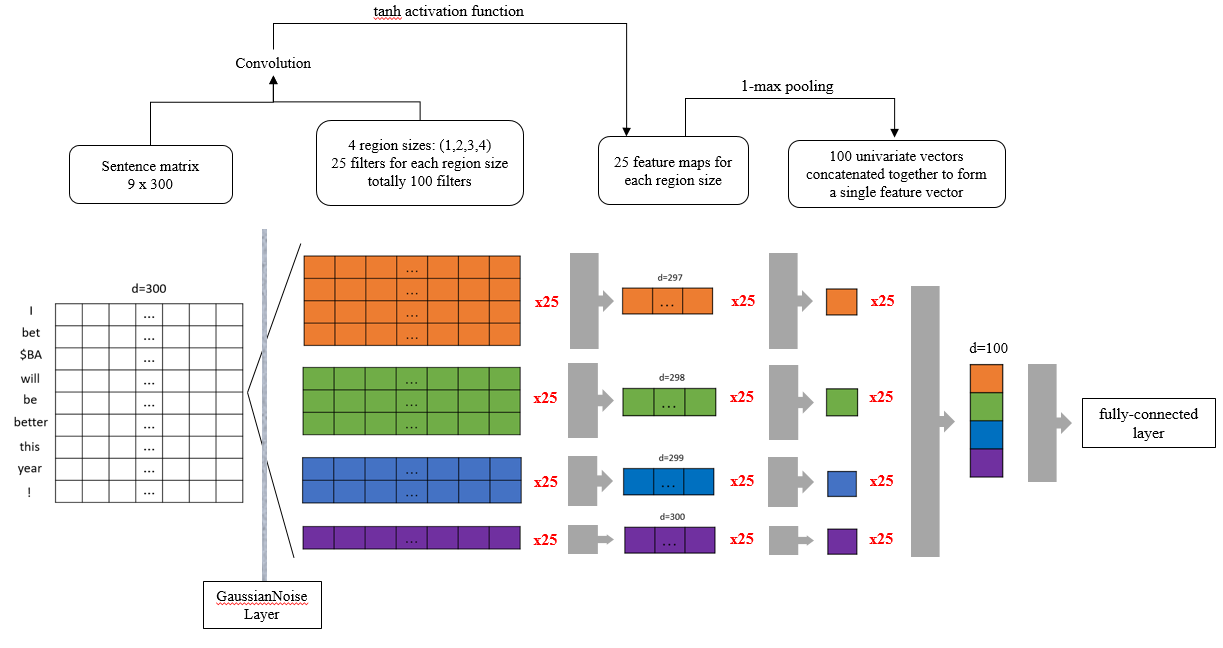 tanh activation function
Convolution
1-max pooling
Sentence matrix
9 x 300
4 region sizes: (1,2,3,4)
25 filters for each region size
totally 100 filters
25 feature maps for
each region size
100 univariate vectors
concatenated together to form
a single feature vector
d=300
I
bet
$BA
will
be
better
this
year
!
...
...
...
...
...
...
...
...
...
...
...
...
...
x25
d=297
...
x25
x25
...
...
...
x25
d=298
...
x25
x25
...
...
x25
d=299
...
x25
x25
...
x25
d=300
...
x25
x25
d=100
fully-connected
layer
GaussianNoise
Layer